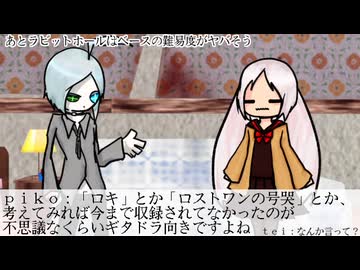 あとラビットホールはベースの難易度がヤバそう
ｐｉｋｏ：「ロキ」とか「ロストワンの号哭」とか、
考えてみれば今まで収録されてなかったのが
不思議なくらいギタドラ向きですよね
ｔｅｉ：なんか言って？